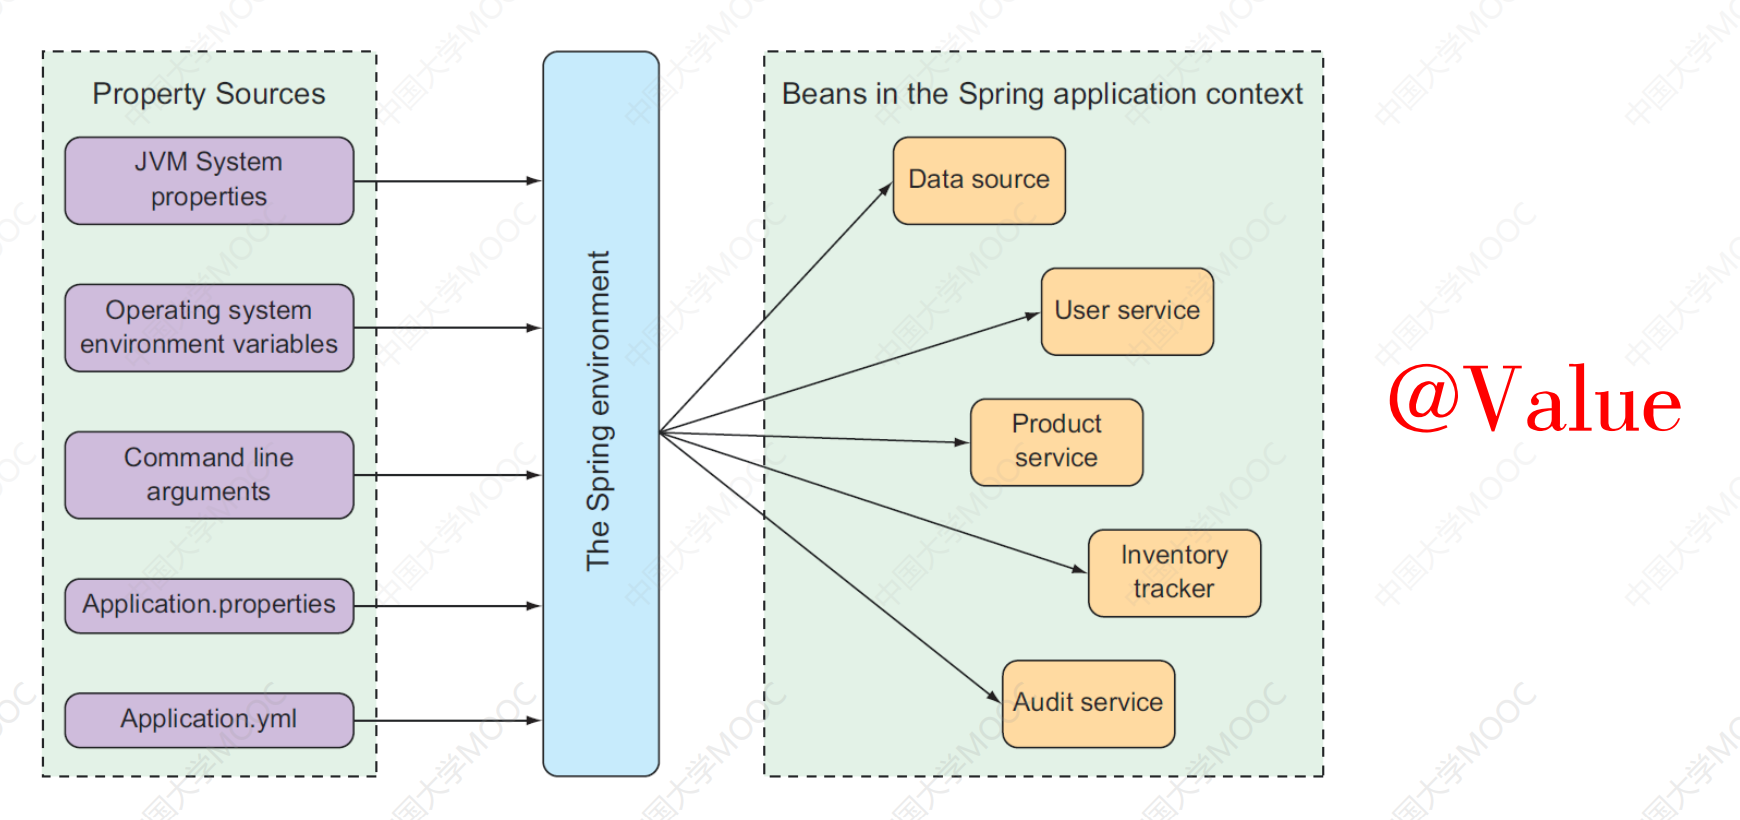 Property Sources
JVM System
properties
Operating system
environment variables
Command line
arguments
Application.properties
Application.yml
The Spring environment
Beans in the Spring application context
Data source
User service
Product
service
Inventory
tracker
Audit service
@Value
中国大学MOOC